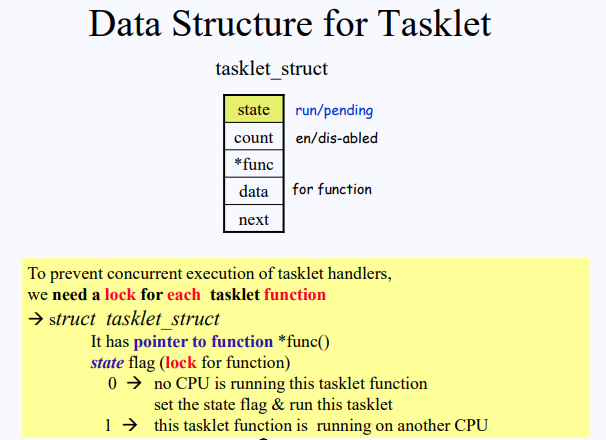 Data Structure for Tasklet
tasklet_struct
state run/pending
count en/dis-abled
*func
data for function
next
To prevent concurrent execution of tasklet handlers,
we need a lock for each tasklet function
→ struct tasklet_struct
It has pointer to function *func()
state flag (lock for function)
0 → no CPU is running this tasklet function
set the state flag & run this tasklet
1 → this tasklet function is running on another CPU